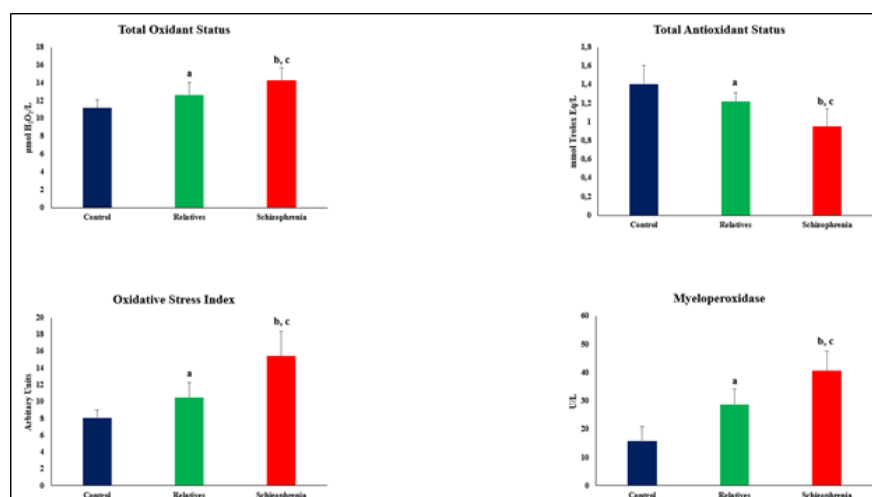 Total Oxidant Status
18
16
14
12
10
8
6
4
2
0
µmol H₂O₂/L
a
b, c
Control
Relatives
Schizophrenia
Total Antioxidant Status
1,8
1,6
1,4
1,2
1
0,8
0,6
0,4
0,2
0
mmol Trolox Eq/L
a
b, c
Control
Relatives
Schizophrenia
Oxidative Stress Index
20
18
16
14
12
10
8
6
4
2
0
Arbitary Units
a
b, c
Control
Relatives
Schizophrenia
Myeloperoxidase
60
50
40
30
20
10
0
U/L
a
b, c
Control
Relatives
Schizophrenia